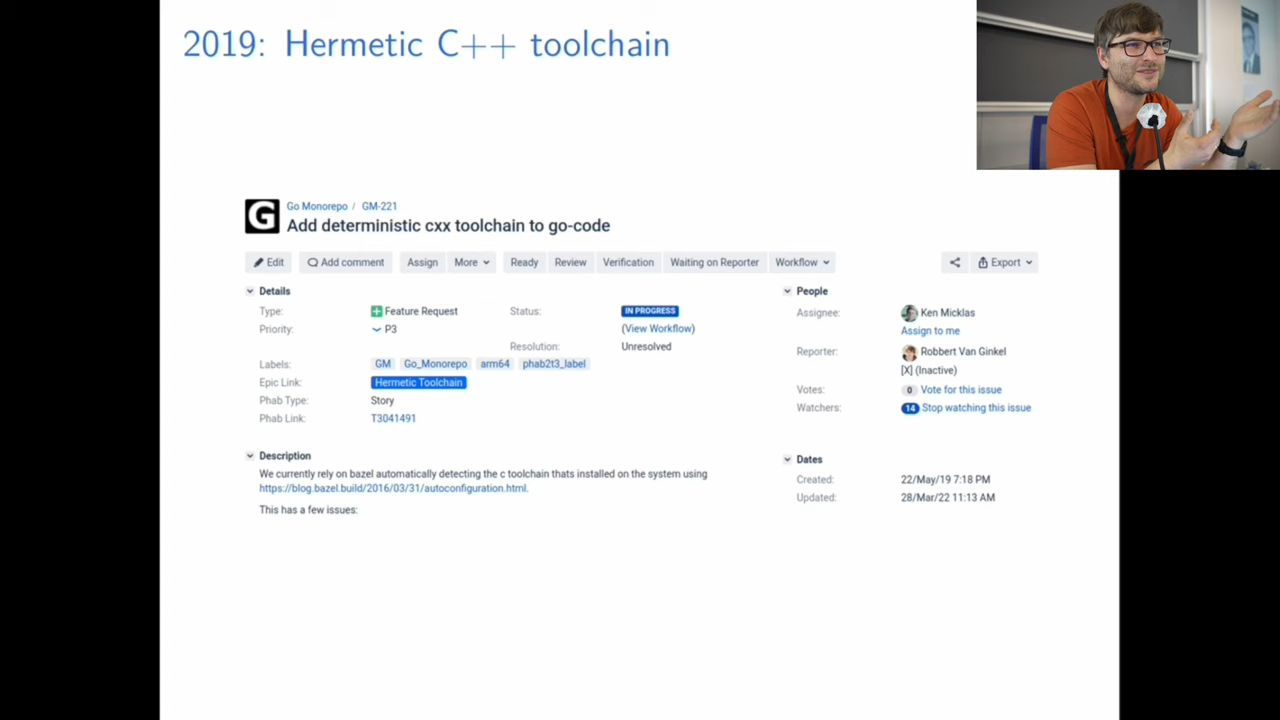 2019: Hermetic C++ toolchain
G
Go Monorepo / GM-221
Add deterministic cxx toolchain to go-code
Edit Add comment Assign More Ready Review Verification Waiting on Reporter Workflow Export
Details
Type: Feature Request Status: IN PROGRESS
Priority: P3 (View Workflow)
Resolution: Unresolved
Labels: GM Go_Monorepo arm64 phab2t3_label
Epic Link: Hermetic Toolchain
Phab Type: Story
Phab Link: T3041491
Description
We currently rely on bazel automatically detecting the c toolchain thats installed on the system using
https://blog.bazel.build/2016/03/31/autoconfiguration.html.
This has a few issues:
People
Assignee: Ken Micklas
Assign to me
Reporter: Robbert Van Ginkel
[X] (Inactive)
Votes: 0 Vote for this issue
Watchers: 14 Stop watching this issue
Dates
Created: 22/May/19 7:18 PM
Updated: 28/Mar/22 11:13 AM